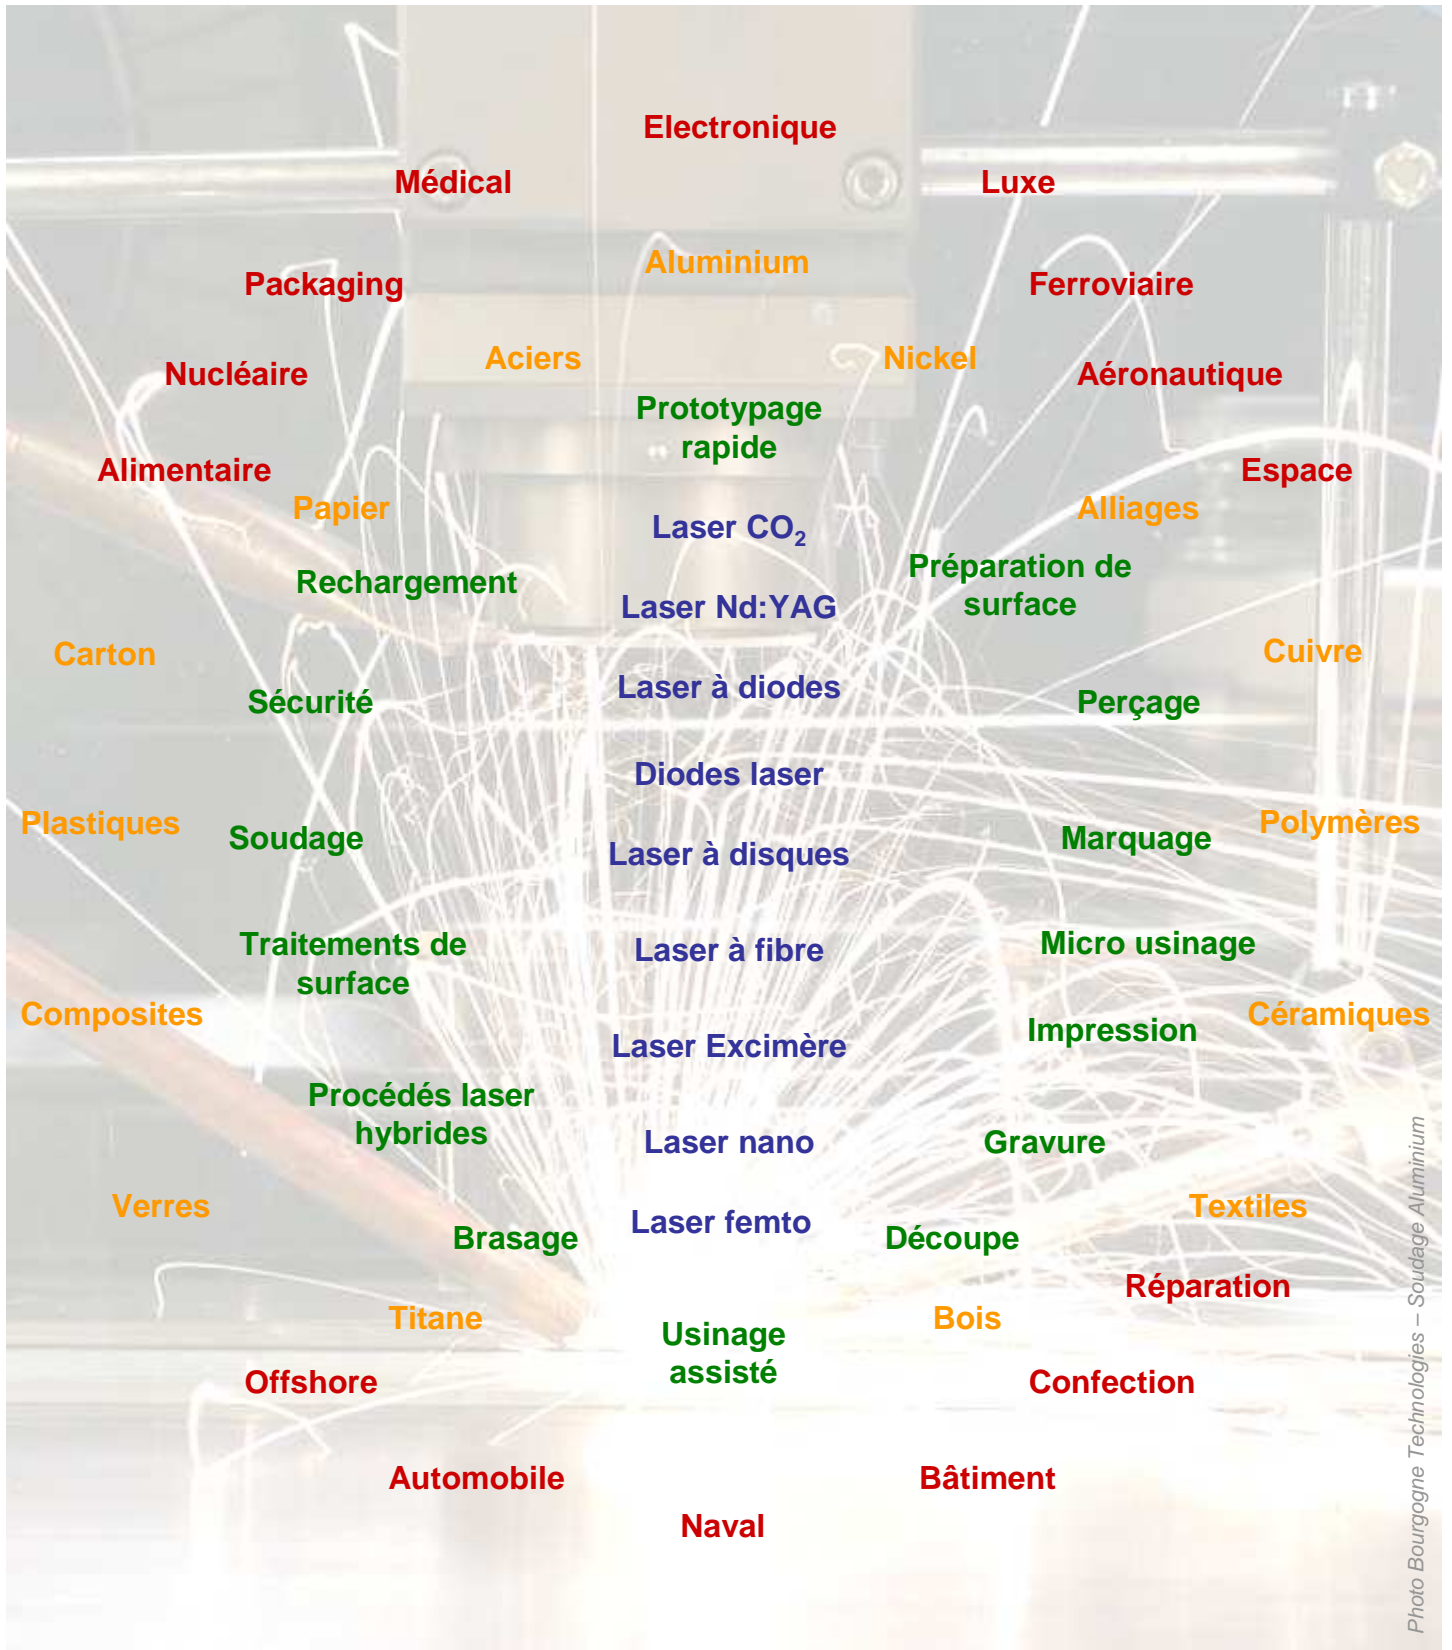 Electronique
Médical
Luxe
Aluminium
Packaging
Ferroviaire
Aciers
Nickel
Nucléaire
Aéronautique
Prototypage
rapide
Alimentaire
Espace
Papier
Alliages
Laser CO₂
Préparation de
surface
Rechargement
Laser Nd:YAG
Carton
Cuivre
Laser à diodes
Sécurité
Perçage
Diodes laser
Plastiques
Polymères
Soudage
Marquage
Laser à disques
Traitements de
surface
Laser à fibre
Micro usinage
Composites
Céramiques
Impression
Laser Excimère
Procédés laser
hybrides
Laser nano
Gravure
Verres
Textiles
Laser femto
Brasage
Découpe
Réparation
Titane
Bois
Usinage
assisté
Offshore
Confection
Automobile
Bâtiment
Naval
Photo Bourgogne Technologies – Soudage Aluminium